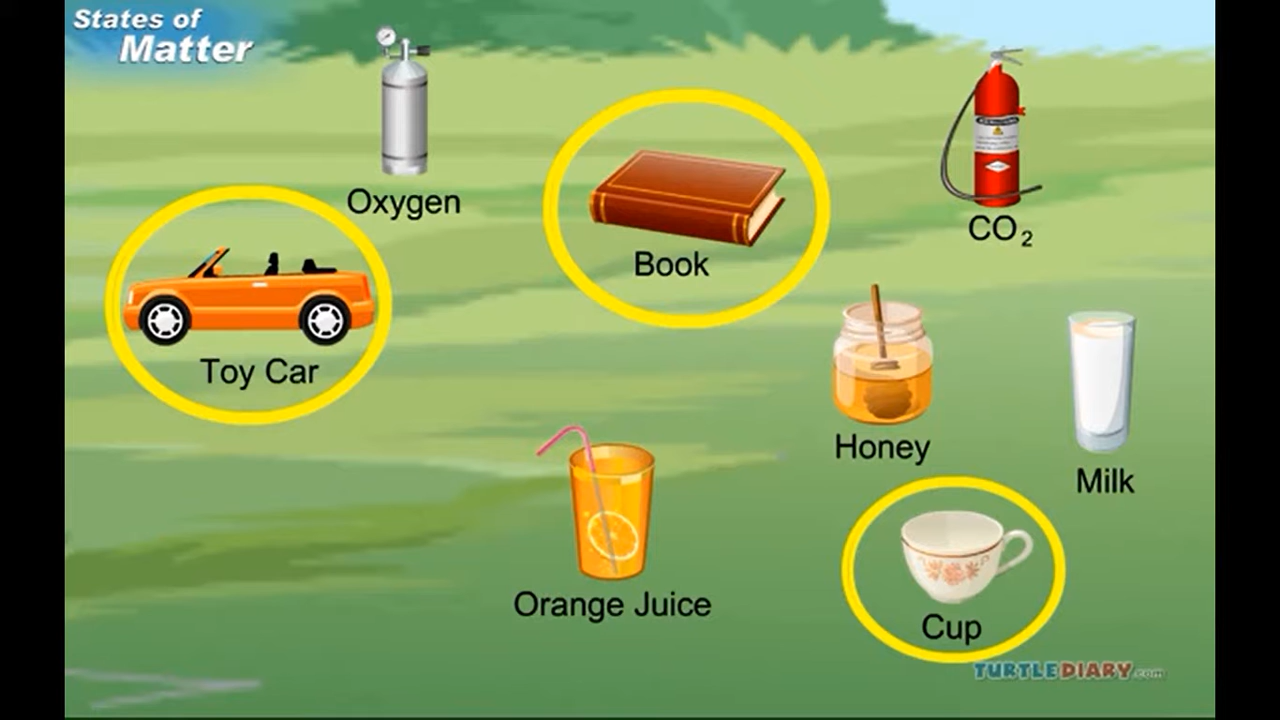 States of
Matter
Oxygen
Book
CO₂
Toy Car
Honey
Milk
Orange Juice
Cup
TURTLEDIARY.com